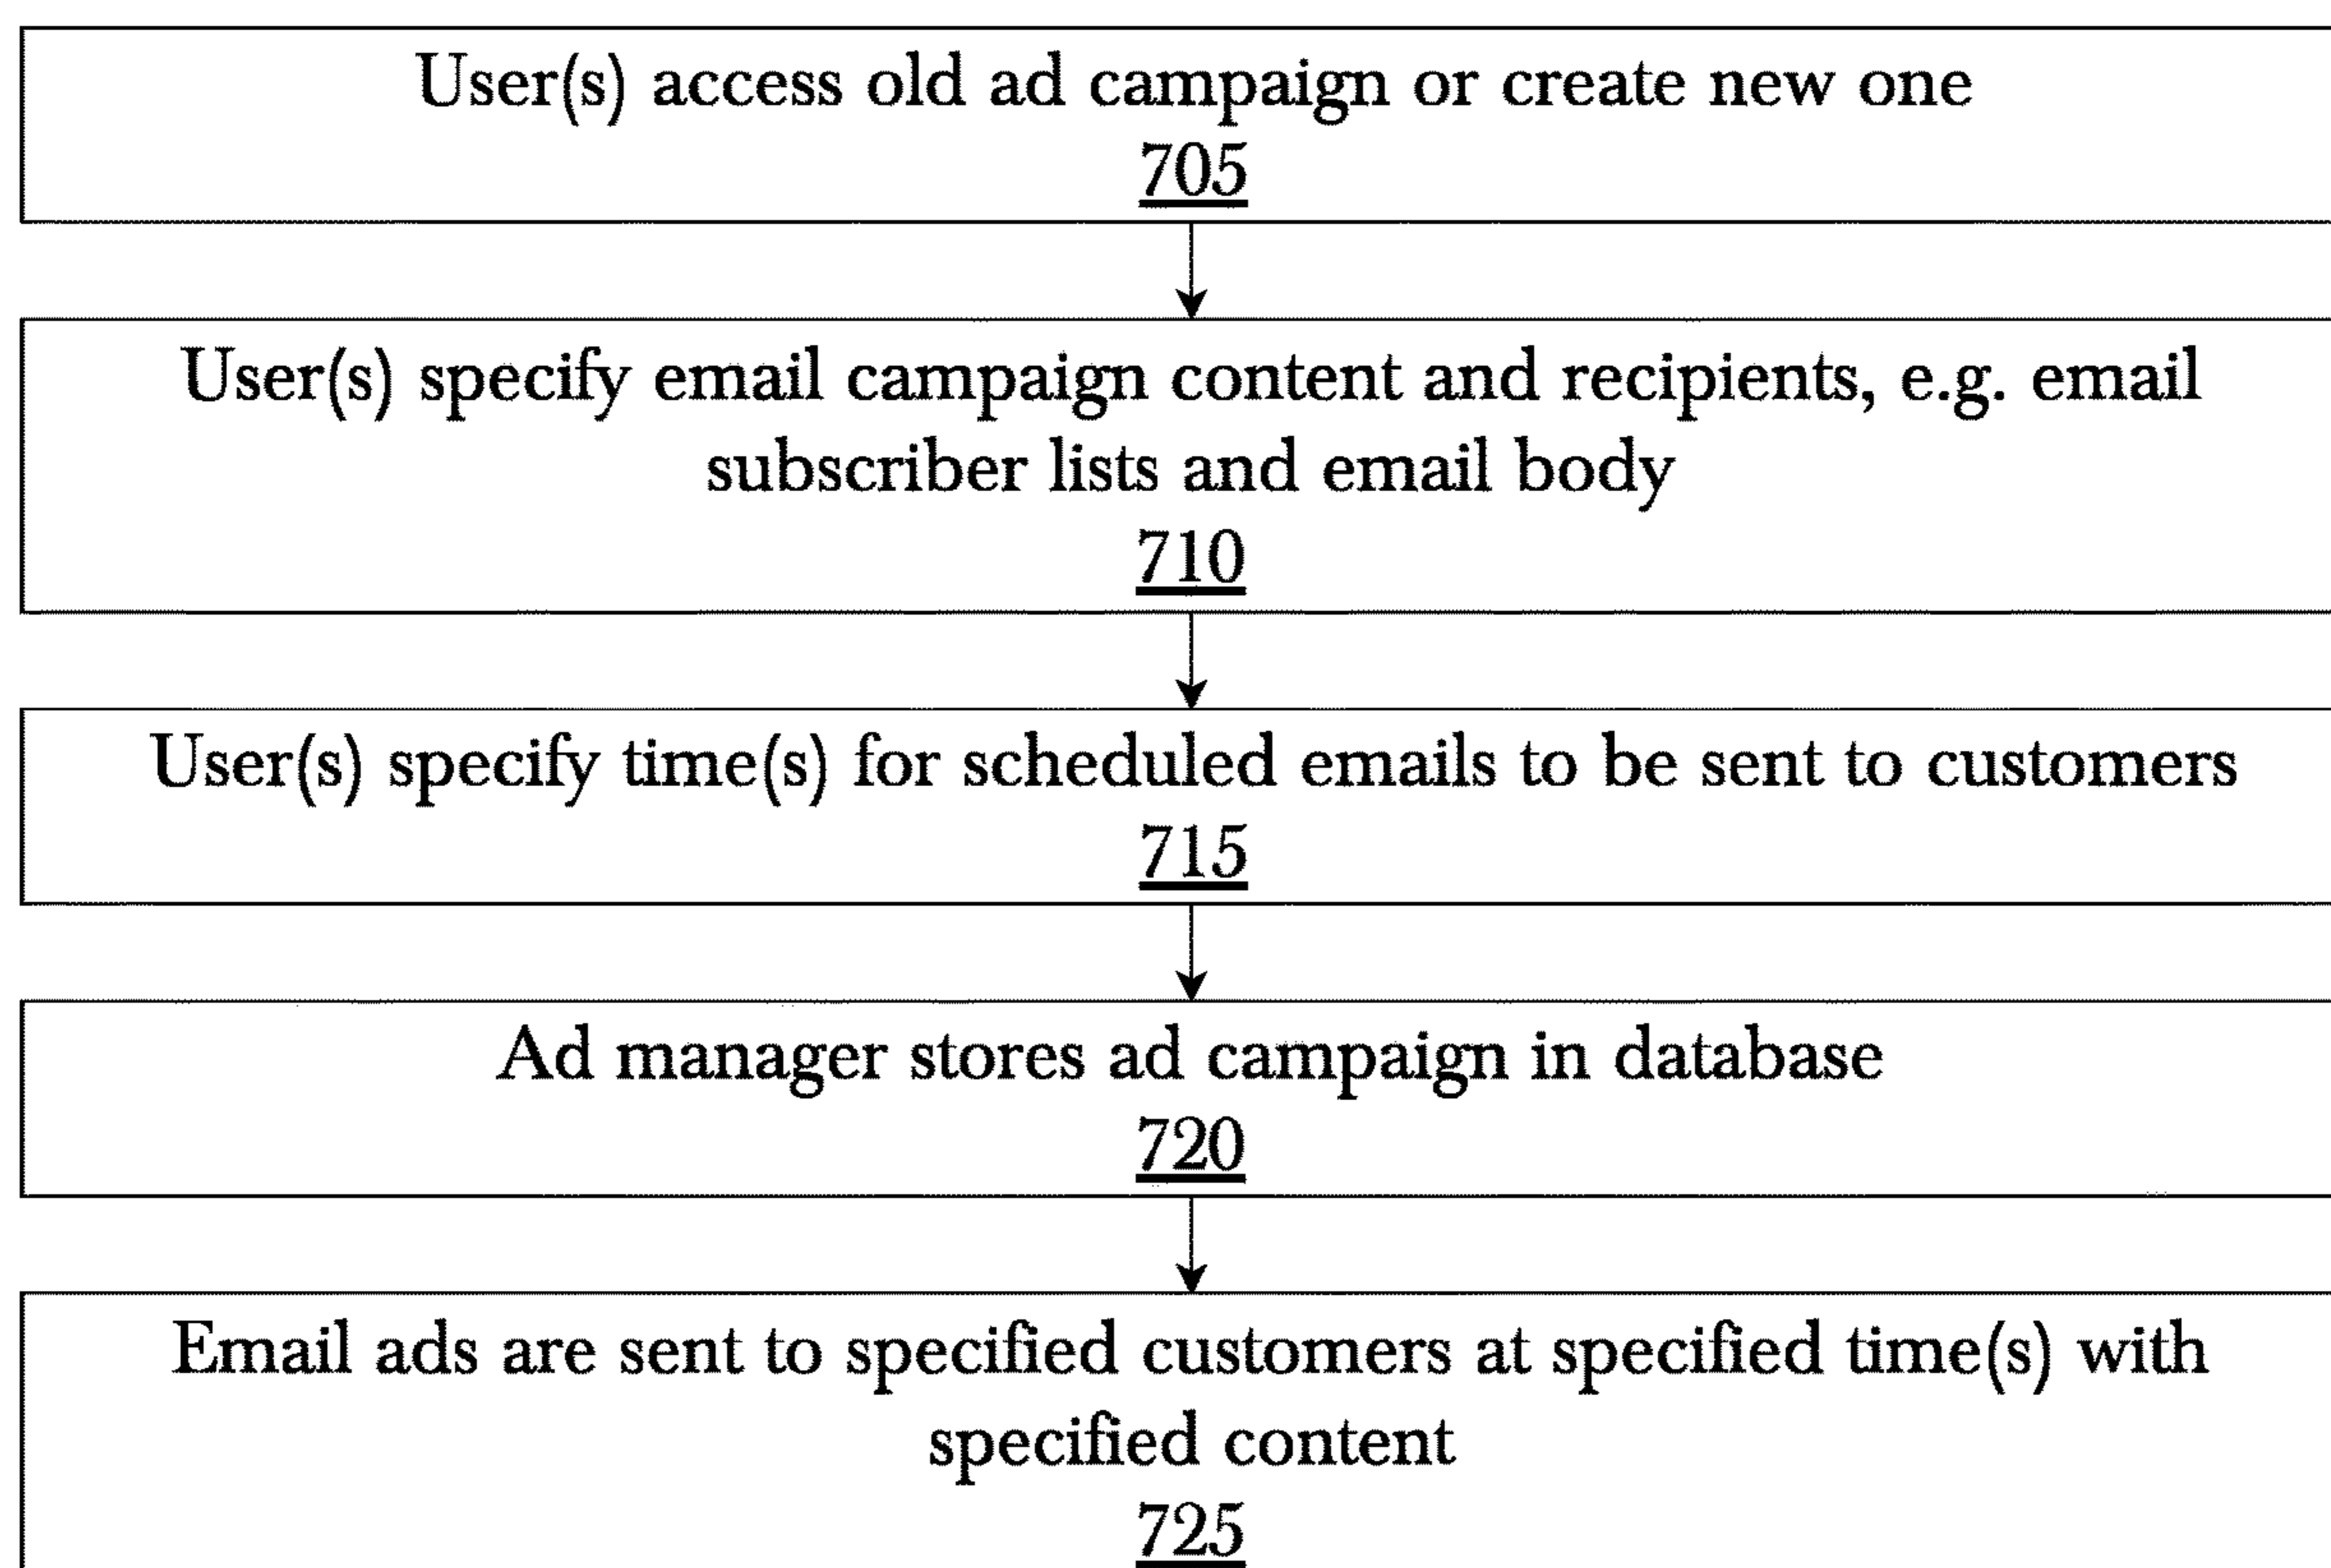 User(s) access old ad campaign or create new one
705
User(s) specify email campaign content and recipients, e.g. email
subscriber lists and email body
710
User(s) specify time(s) for scheduled emails to be sent to customers
715
Ad manager stores ad campaign in database
720
Email ads are sent to specified customers at specified time(s) with
specified content
725